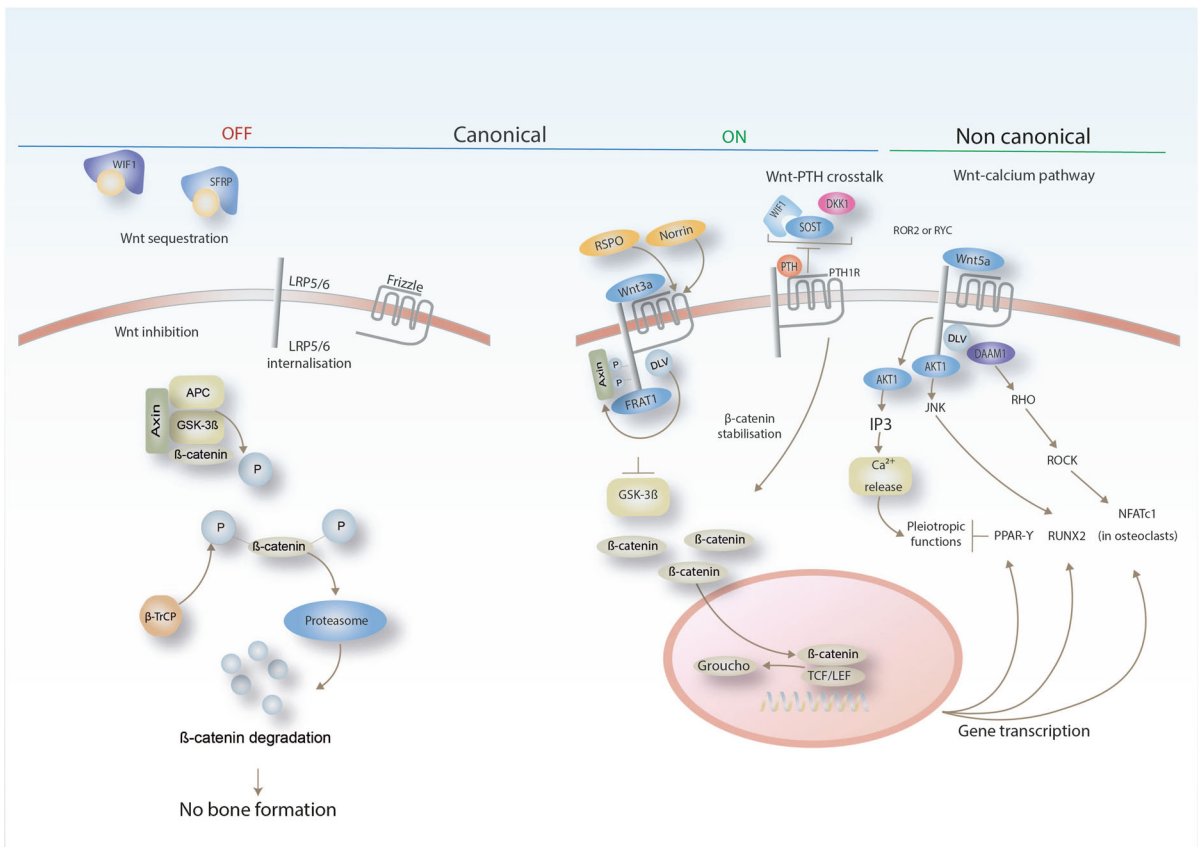 OFF
Canonical
ON
Non canonical
WIF1
SFRP
Wnt sequestration
LRP5/6
Frizzle
Wnt inhibition
LRP5/6
internalisation
Axin
APC
GSK-3ß
ß-catenin
P
P
ß-catenin
P
β-TrCP
Proteasome
ß-catenin degradation
No bone formation
RSPO
Norrin
Wnt3a
Axin
P
P
DLV
FRAT1
GSK-3ß
ß-catenin
ß-catenin
ß-catenin
Wnt-PTH crosstalk
WIF1
DKK1
SOST
PTH
PTH1R
β-catenin
stabilisation
ß-catenin
TCF/LEF
Groucho
Wnt-calcium pathway
ROR2 or RYC
Wnt5a
DLV
DAAM1
AKT1
AKT1
IP3
JNK
RHO
ROCK
Ca²⁺
release
Pleiotropic
functions
PPAR-Y
RUNX2
NFATc1
(in osteoclasts)
Gene transcription